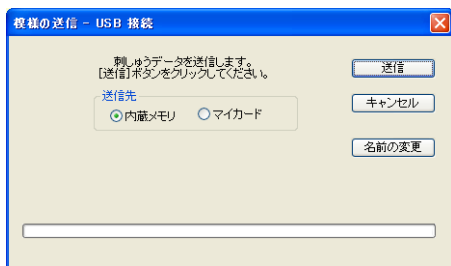 模様の送信 - USB 接続
刺しゅうデータを送信します。
[送信]ボタンをクリックしてください。
送信先
内蔵メモリ
マイカード
送信
キャンセル
名前の変更